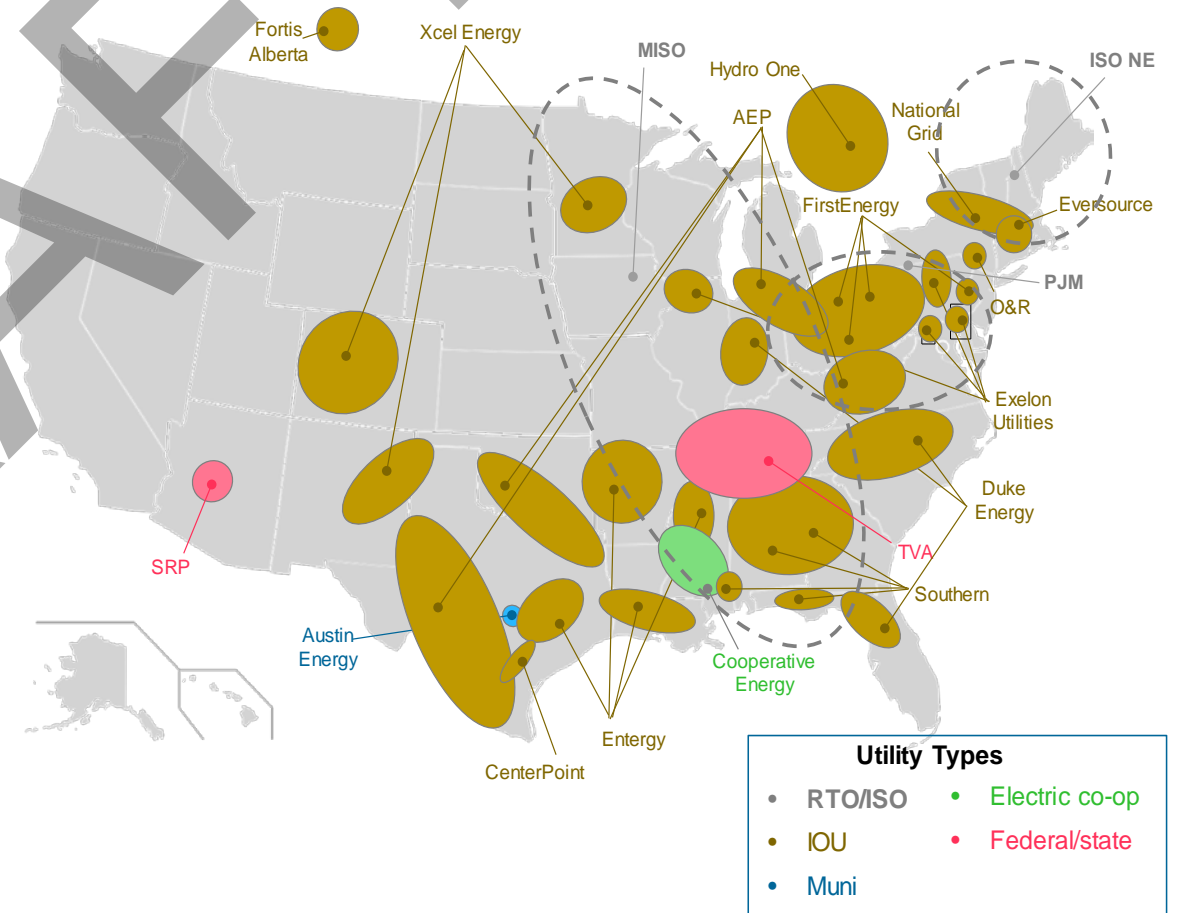 Fortis
Alberta
Xcel Energy
MISO
Hydro One
ISO NE
AEP
National
Grid
FirstEnergy
Eversource
PJM
O&R
Exelon
Utilities
Duke
Energy
SRP
TVA
Southern
Austin
Energy
Cooperative
Energy
Entergy
CenterPoint
Utility Types
RTO/ISO
Electric co-op
IOU
Federal/state
Muni